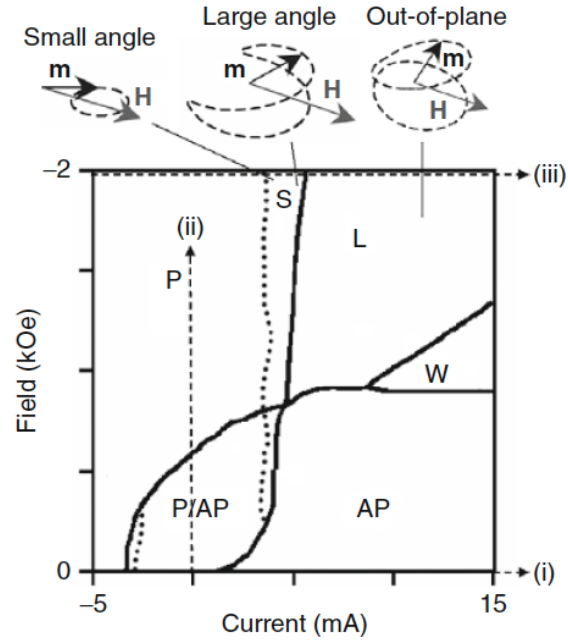 Small angle
Large angle
Out-of-plane
m
H
m
H
m
H
−2
(iii)
S
(ii)
L
P
W
P/AP
AP
0
(i)
−5
15
Field (kOe)
Current (mA)